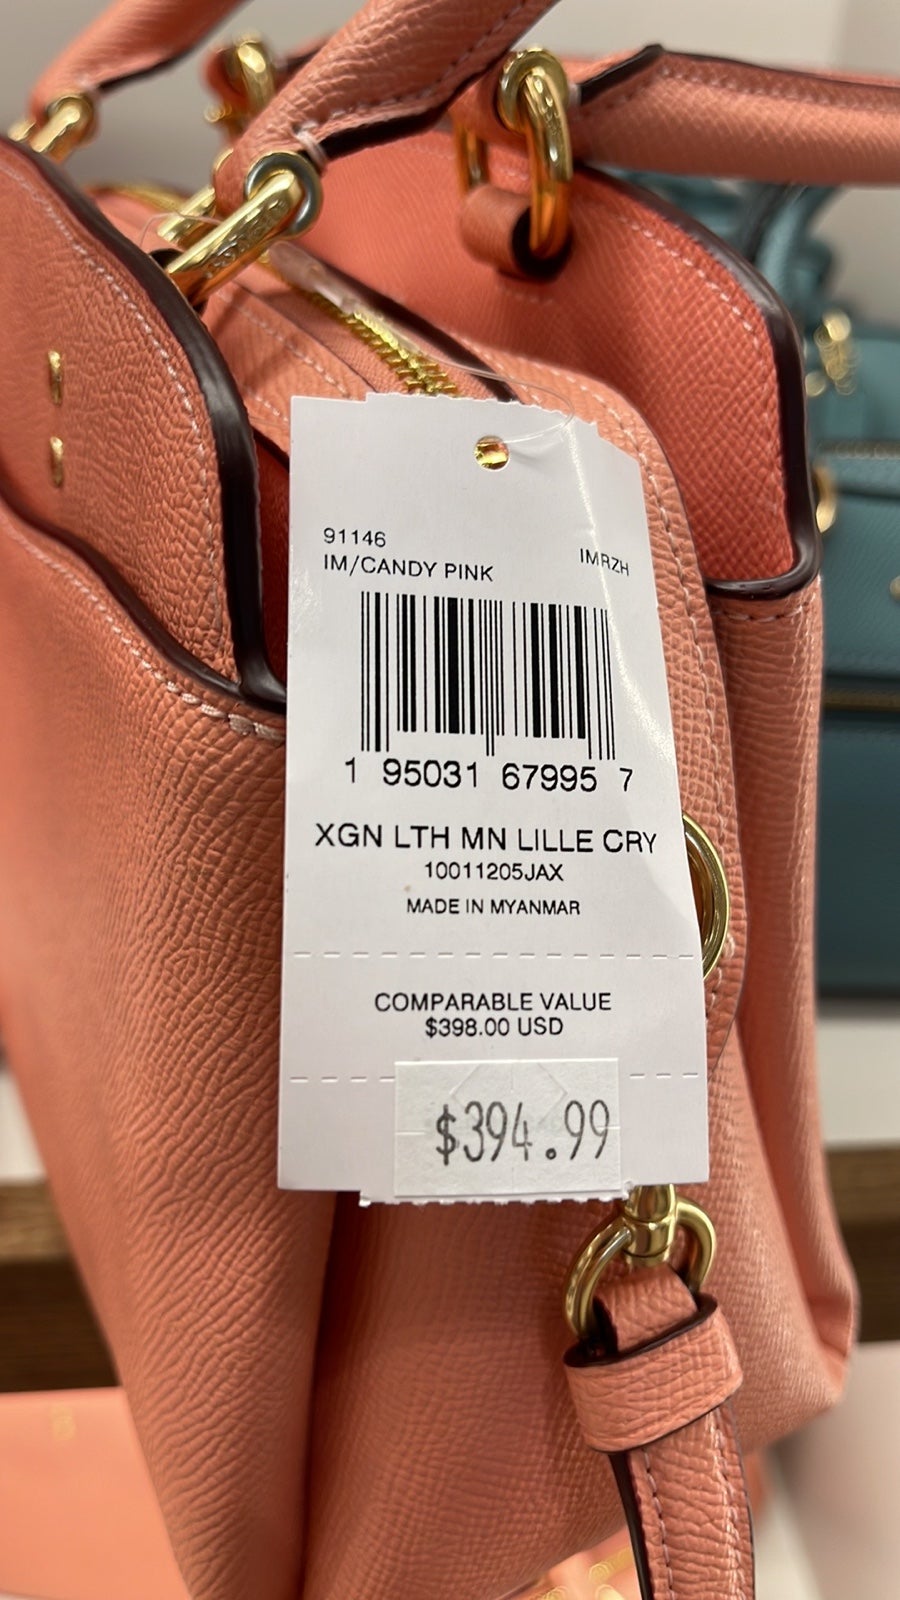 91146
IM/CANDY PINK
IMRZH
1 95031 67995 7
XGN LTH MN LILLE CRY
10011205JAX
MADE IN MYANMAR
COMPARABLE VALUE
$398.00 USD
$394.99